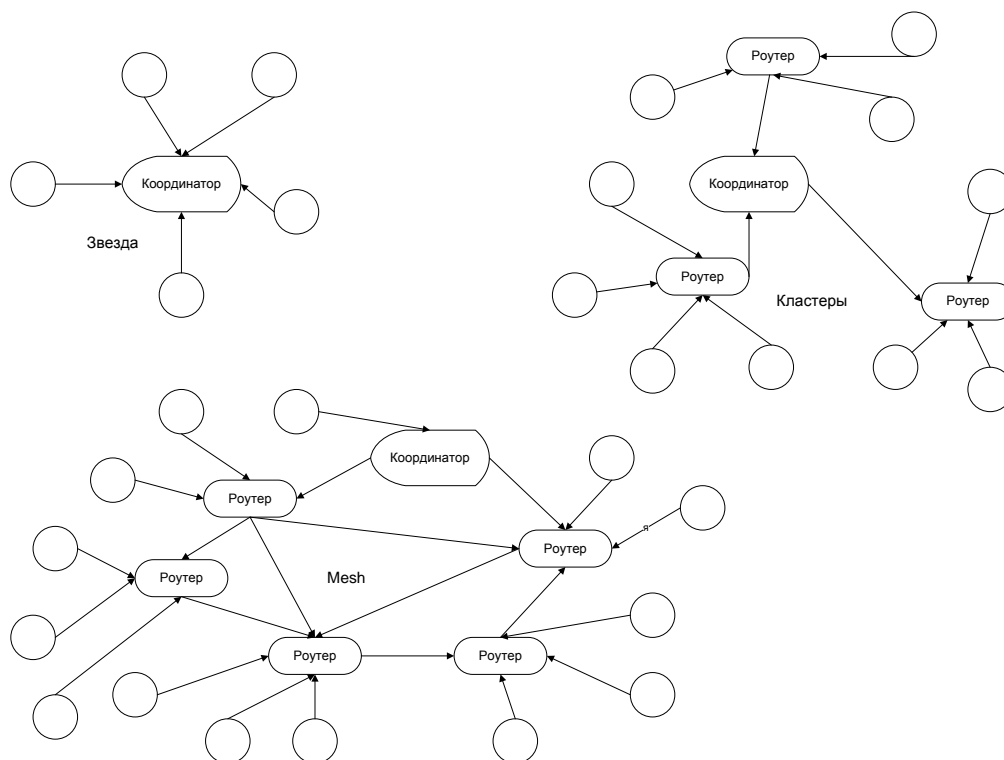 Роутер
Координатор
Координатор
Звезда
Роутер
Кластеры
Роутер
Координатор
Роутер
я
Роутер
Роутер
Mesh
Роутер
Роутер